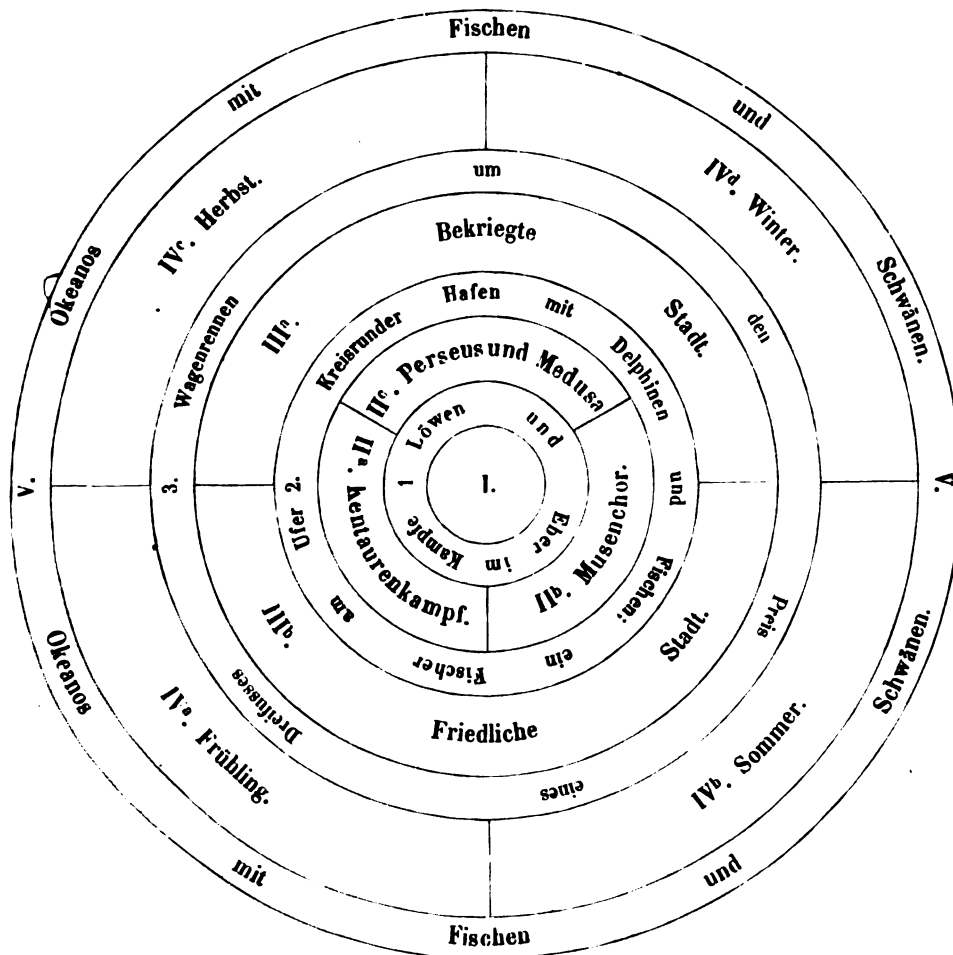 V. Okeanos mit Fischen und Schwänen.
V. Okeanos mit Fischen und Schwänen.
IVᵃ. Frühling.
IVᵇ. Sommer.
IVᶜ. Herbst.
IVᵈ. Winter.
3. Wagenrennen um den Preis eines Dreifusses
IIIᵃ. Bekriegte Stadt.
IIIᵇ. Friedliche Stadt.
2. Kreisrunder Hafen mit Delphinen und Fischen; ein Fischer am Ufer
IIᵃ. Kentaurenkampf.
IIᵇ. Musenchor.
IIᶜ. Perseus und Medusa
1 Löwen und Eber im Kampfe
I.